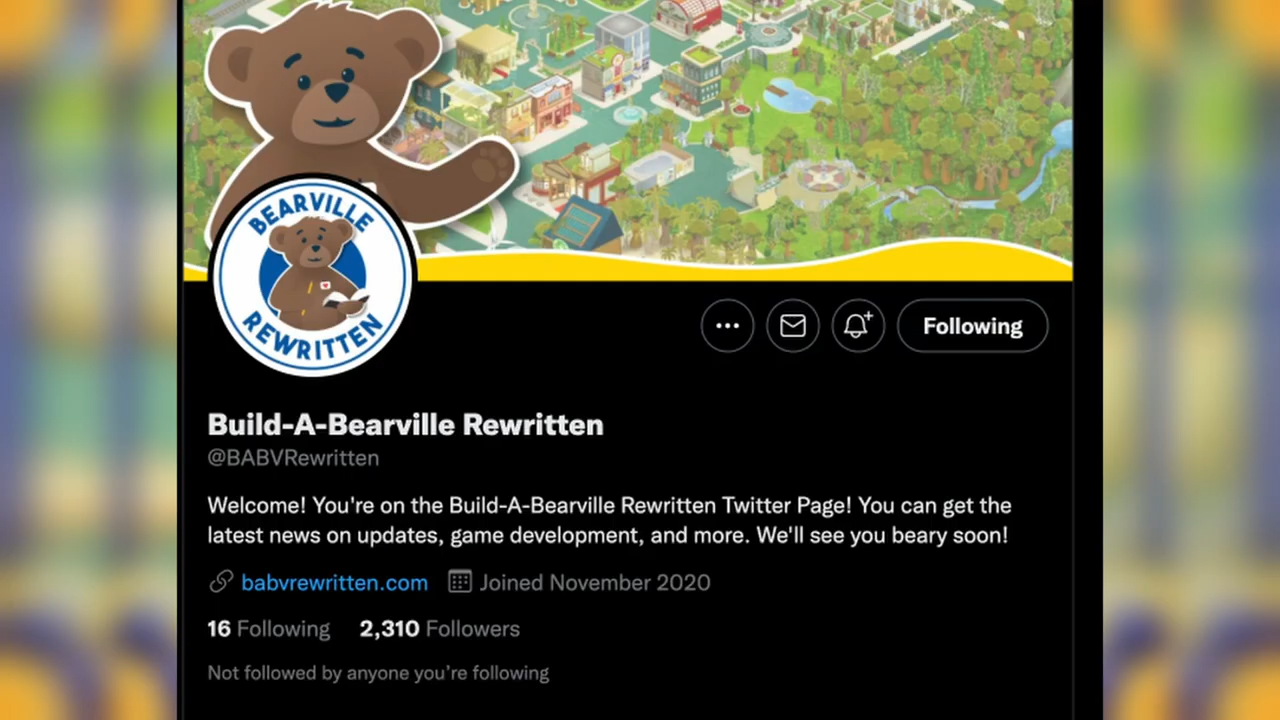 BEARVILLE
REWRITTEN
Following
Build-A-Bearville Rewritten
@BABVRewritten
Welcome! You're on the Build-A-Bearville Rewritten Twitter Page! You can get the
latest news on updates, game development, and more. We'll see you beary soon!
babvrewritten.com Joined November 2020
16 Following 2,310 Followers
Not followed by anyone you're following